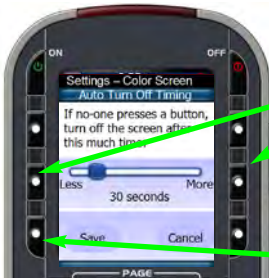 ON OFF
Settings – Color Screen
Auto Turn Off Timing
If no-one presses a button,
turn off the screen after
this much time.
Less More
30 seconds
Save Cancel
PAGE